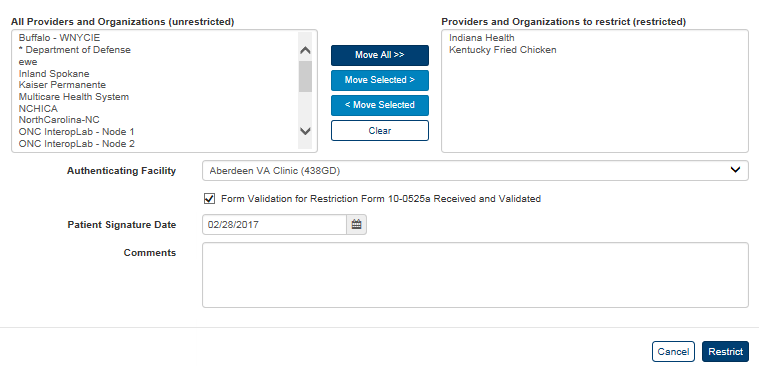 All Providers and Organizations (unrestricted)
Buffalo - WNYCIE
* Department of Defense
ewe
Inland Spokane
Kaiser Permanente
Multicare Health System
NCHICA
NorthCarolina-NC
ONC InteropLab - Node 1
ONC InteropLab - Node 2
Move All >>
Move Selected >
< Move Selected
Clear
Providers and Organizations to restrict (restricted)
Indiana Health
Kentucky Fried Chicken
Authenticating Facility
Aberdeen VA Clinic (438GD)
Form Validation for Restriction Form 10-0525a Received and Validated
Patient Signature Date
02/28/2017
Comments
Cancel
Restrict